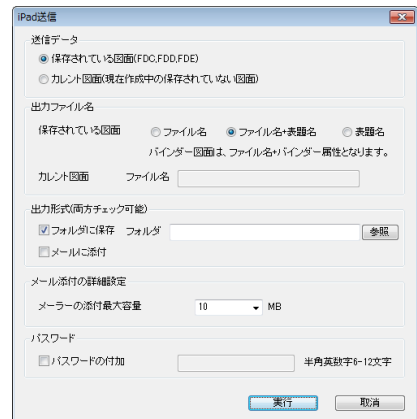 iPad送信
送信データ
保存されている図面(FDC,FDD,FDE)
カレント図面(現在作成中の保存されていない図面)
出力ファイル名
保存されている図面 ファイル名 ファイル名+表題名 表題名
バインダー図面は、ファイル名+バインダー属性となります。
カレント図面 ファイル名
出力形式(両方チェック可能)
フォルダに保存 フォルダ 参照
メールに添付
メール添付の詳細設定
メーラーの添付最大容量 10 MB
パスワード
パスワードの付加 半角英数字6-12文字
実行 取消